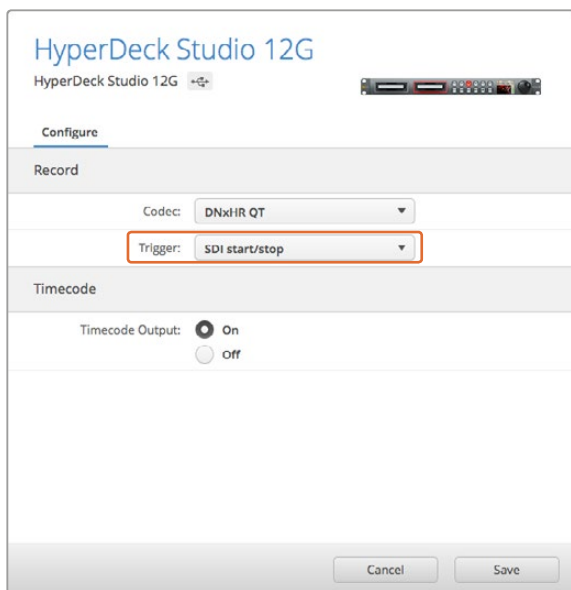 HyperDeck Studio 12G
HyperDeck Studio 12G
Configure
Record
Codec: DNxHR QT
Trigger: SDI start/stop
Timecode
Timecode Output: On
Off
Cancel Save